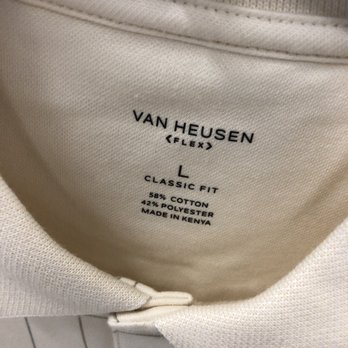 VAN HEUSEN
<FLEX>
L
CLASSIC FIT
58% COTTON
42% POLYESTER
MADE IN KENYA